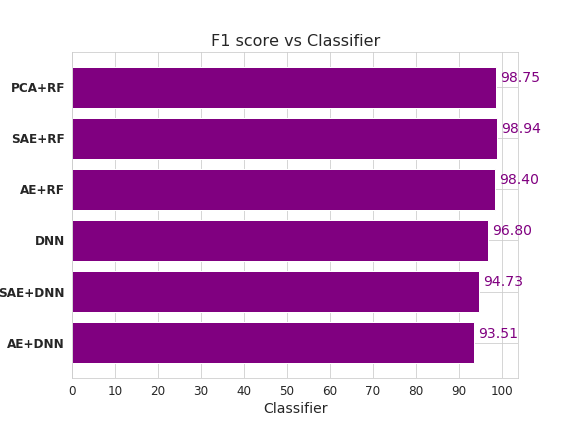 F1 score vs Classifier
PCA+RF 98.75
SAE+RF 98.94
AE+RF 98.40
DNN 96.80
SAE+DNN 94.73
AE+DNN 93.51
0 10 20 30 40 50 60 70 80 90 100
Classifier